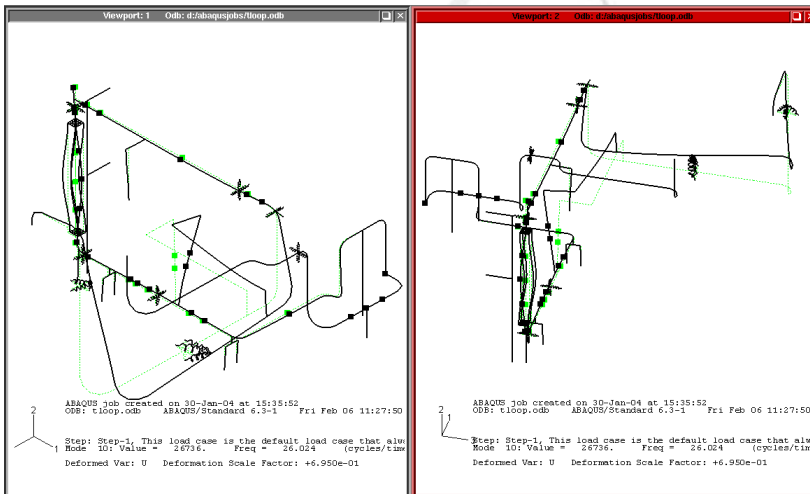 Viewport: 1 Odb: d:/abaqusjobs/tloop.odb
ABAQUS job created on 30-Jan-04 at 15:35:52
ODB: tloop.odb ABAQUS/Standard 6.3-1 Fri Feb 06 11:27:50
2
1
Step: Step-1, This load case is the default load case that
Mode 10: Value = 26736. Freq = 26.024 (cycles/time
Deformed Var: U Deformation Scale Factor: +6.950e-01
Viewport: 2 Odb: d:/abaqusjobs/tloop.odb
ABAQUS job created on 30-Jan-04 at 15:35:52
ODB: tloop.odb ABAQUS/Standard 6.3-1 Fri Feb 06 11:27:50
2
1
3
Step: Step-1, This load case is the default load case that
Mode 10: Value = 26736. Freq = 26.024 (cycles/tim
Deformed Var: U Deformation Scale Factor: +6.950e-01